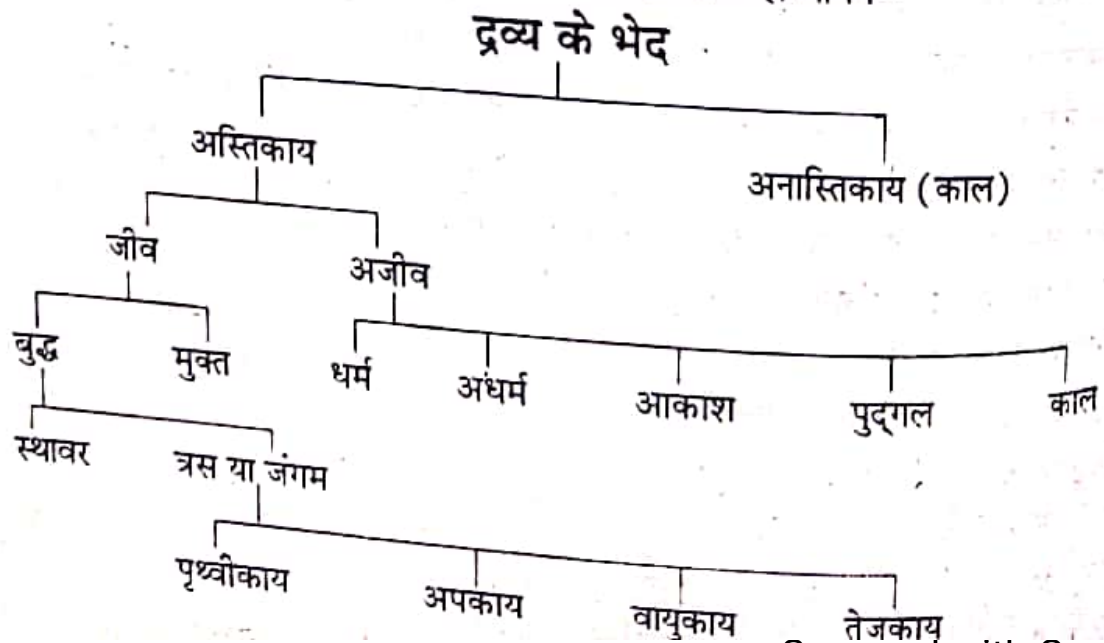 द्रव्य के भेद
अस्तिकाय
अनास्तिकाय (काल)
जीव
अजीव
बुद्ध
मुक्त
धर्म
अधर्म
आकाश
पुद्गल
काल
स्थावर
त्रस या जंगम
पृथ्वीकाय
अपकाय
वायुकाय
तेजकाय